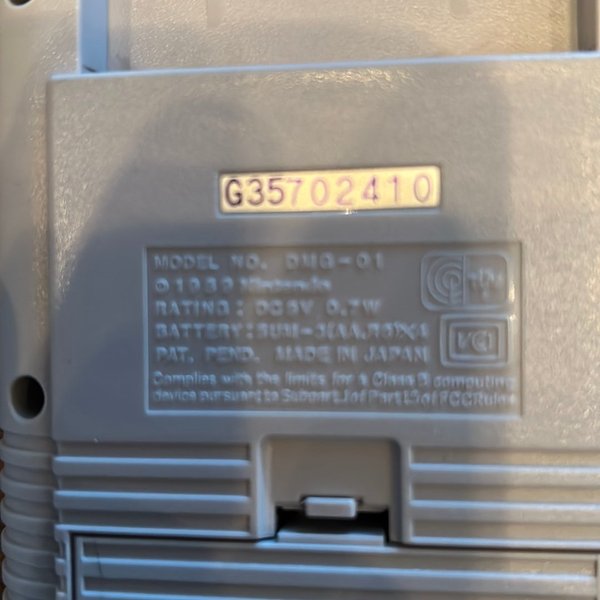 G35702410
MODEL NO. DMG-01
©1989 Nintendo
RATING: DC6V 0.7W
BATTERY: SUM-3(AA,R6)X4
PAT. PEND. MADE IN JAPAN
VCI
Complies with the limits for a Class B computing
device pursuant to Subpart J of Part 15 of FCC Rules